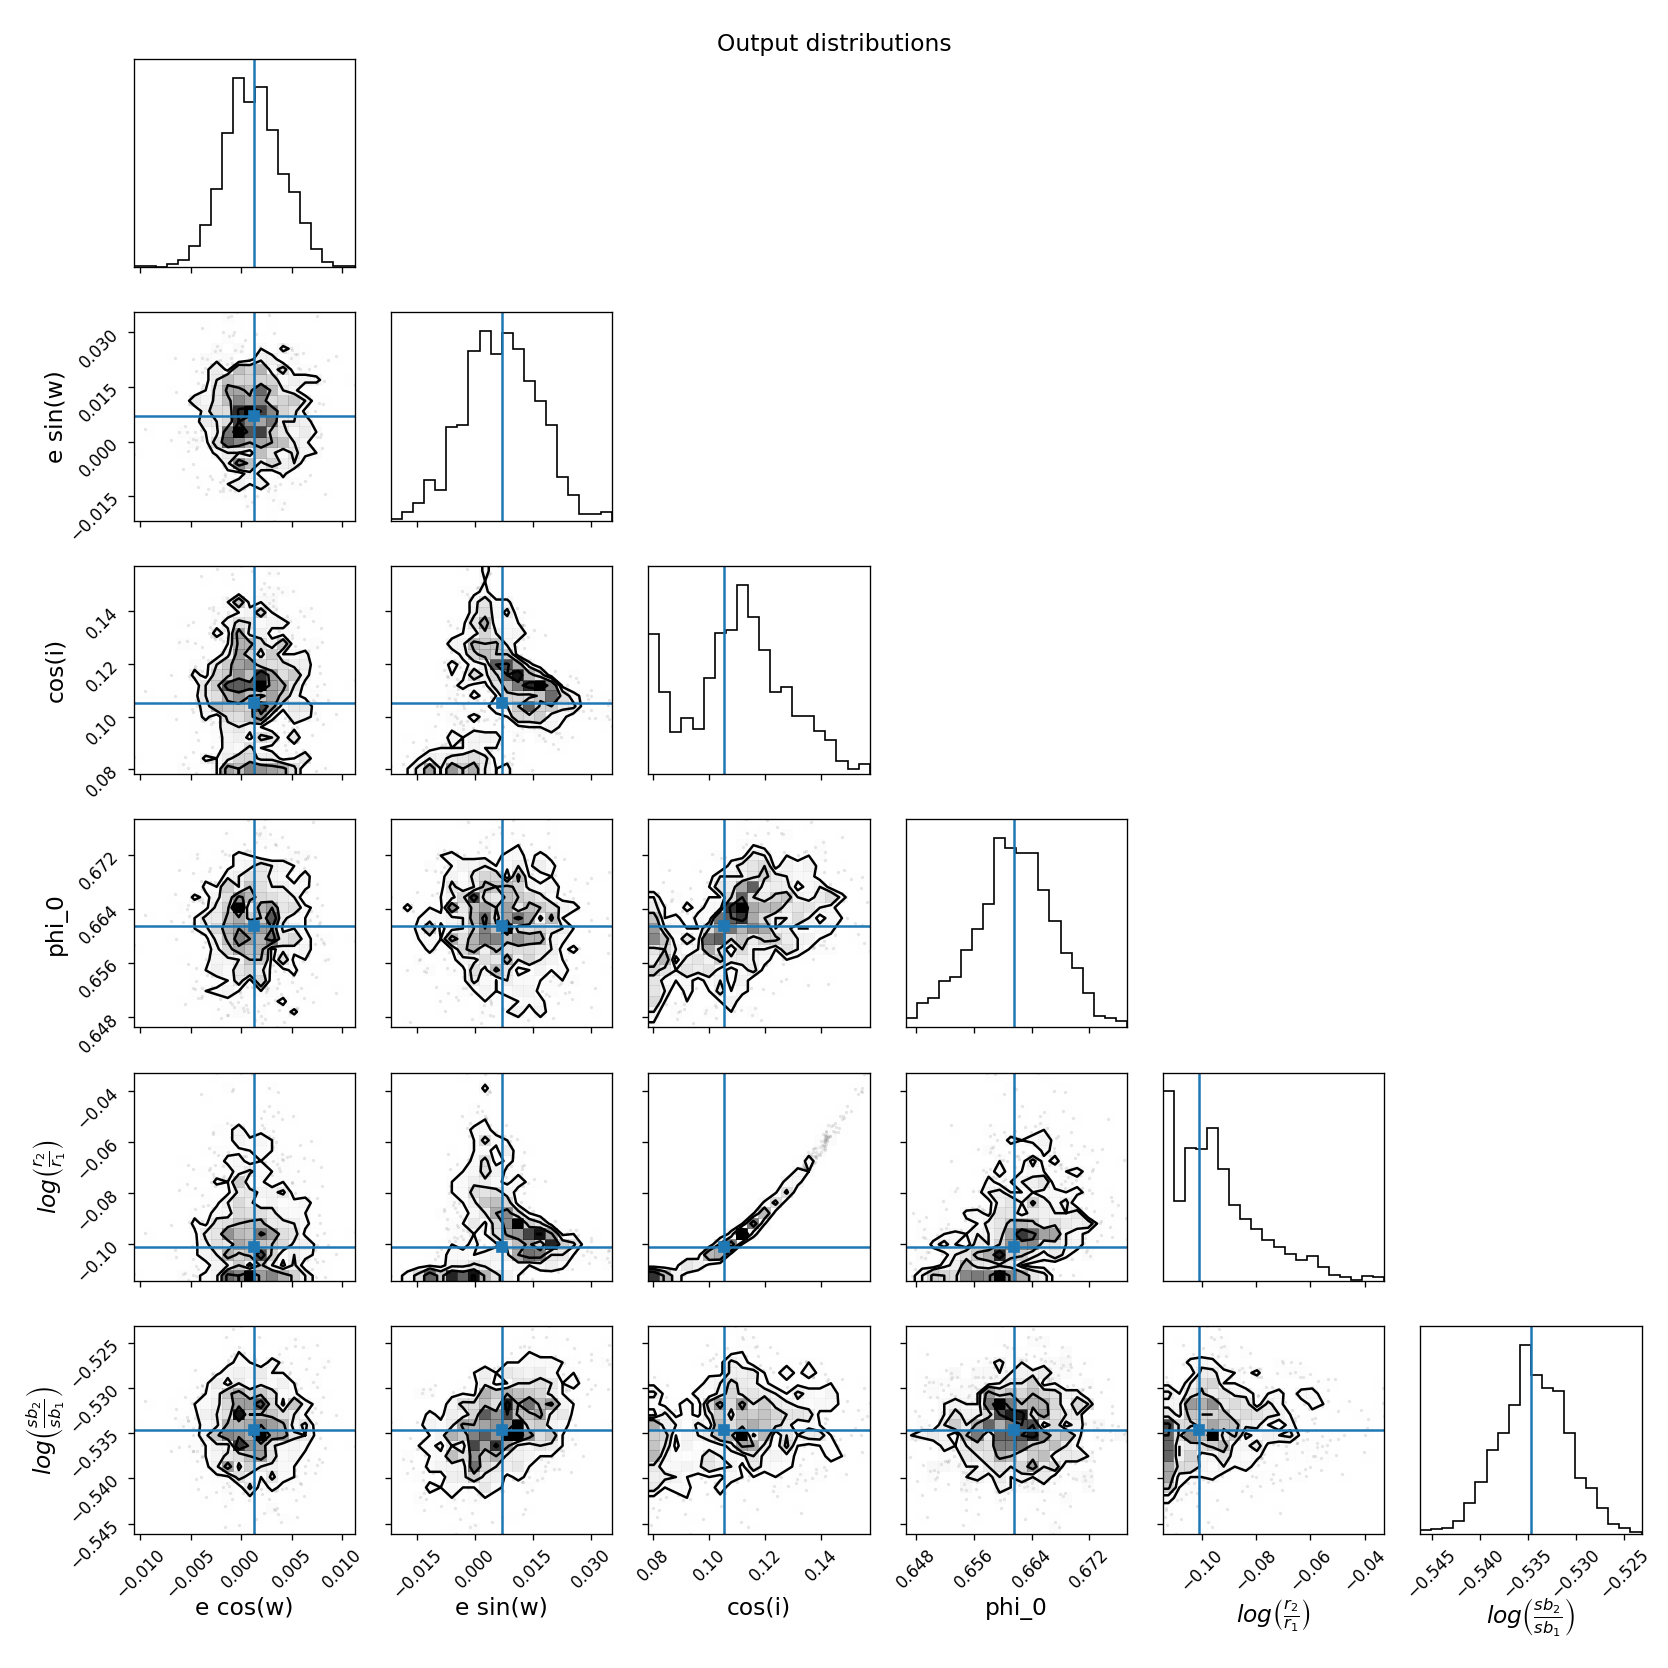 Output distributions
0.030
0.015
0.000
−0.015
e sin(w)
0.14
0.12
0.10
0.08
cos(i)
0.672
0.664
0.656
0.648
phi_0
−0.04
−0.06
−0.08
−0.10
log(r₂/r₁)
−0.525
−0.530
−0.535
−0.540
−0.545
log(sb₂/sb₁)
−0.010 −0.005 0.000 0.005 0.010
e cos(w)
−0.015 0.000 0.015 0.030
e sin(w)
0.08 0.10 0.12 0.14
cos(i)
0.648 0.656 0.664 0.672
phi_0
−0.10 −0.08 −0.06 −0.04
log(r₂/r₁)
−0.545 −0.540 −0.535 −0.530 −0.525
log(sb₂/sb₁)